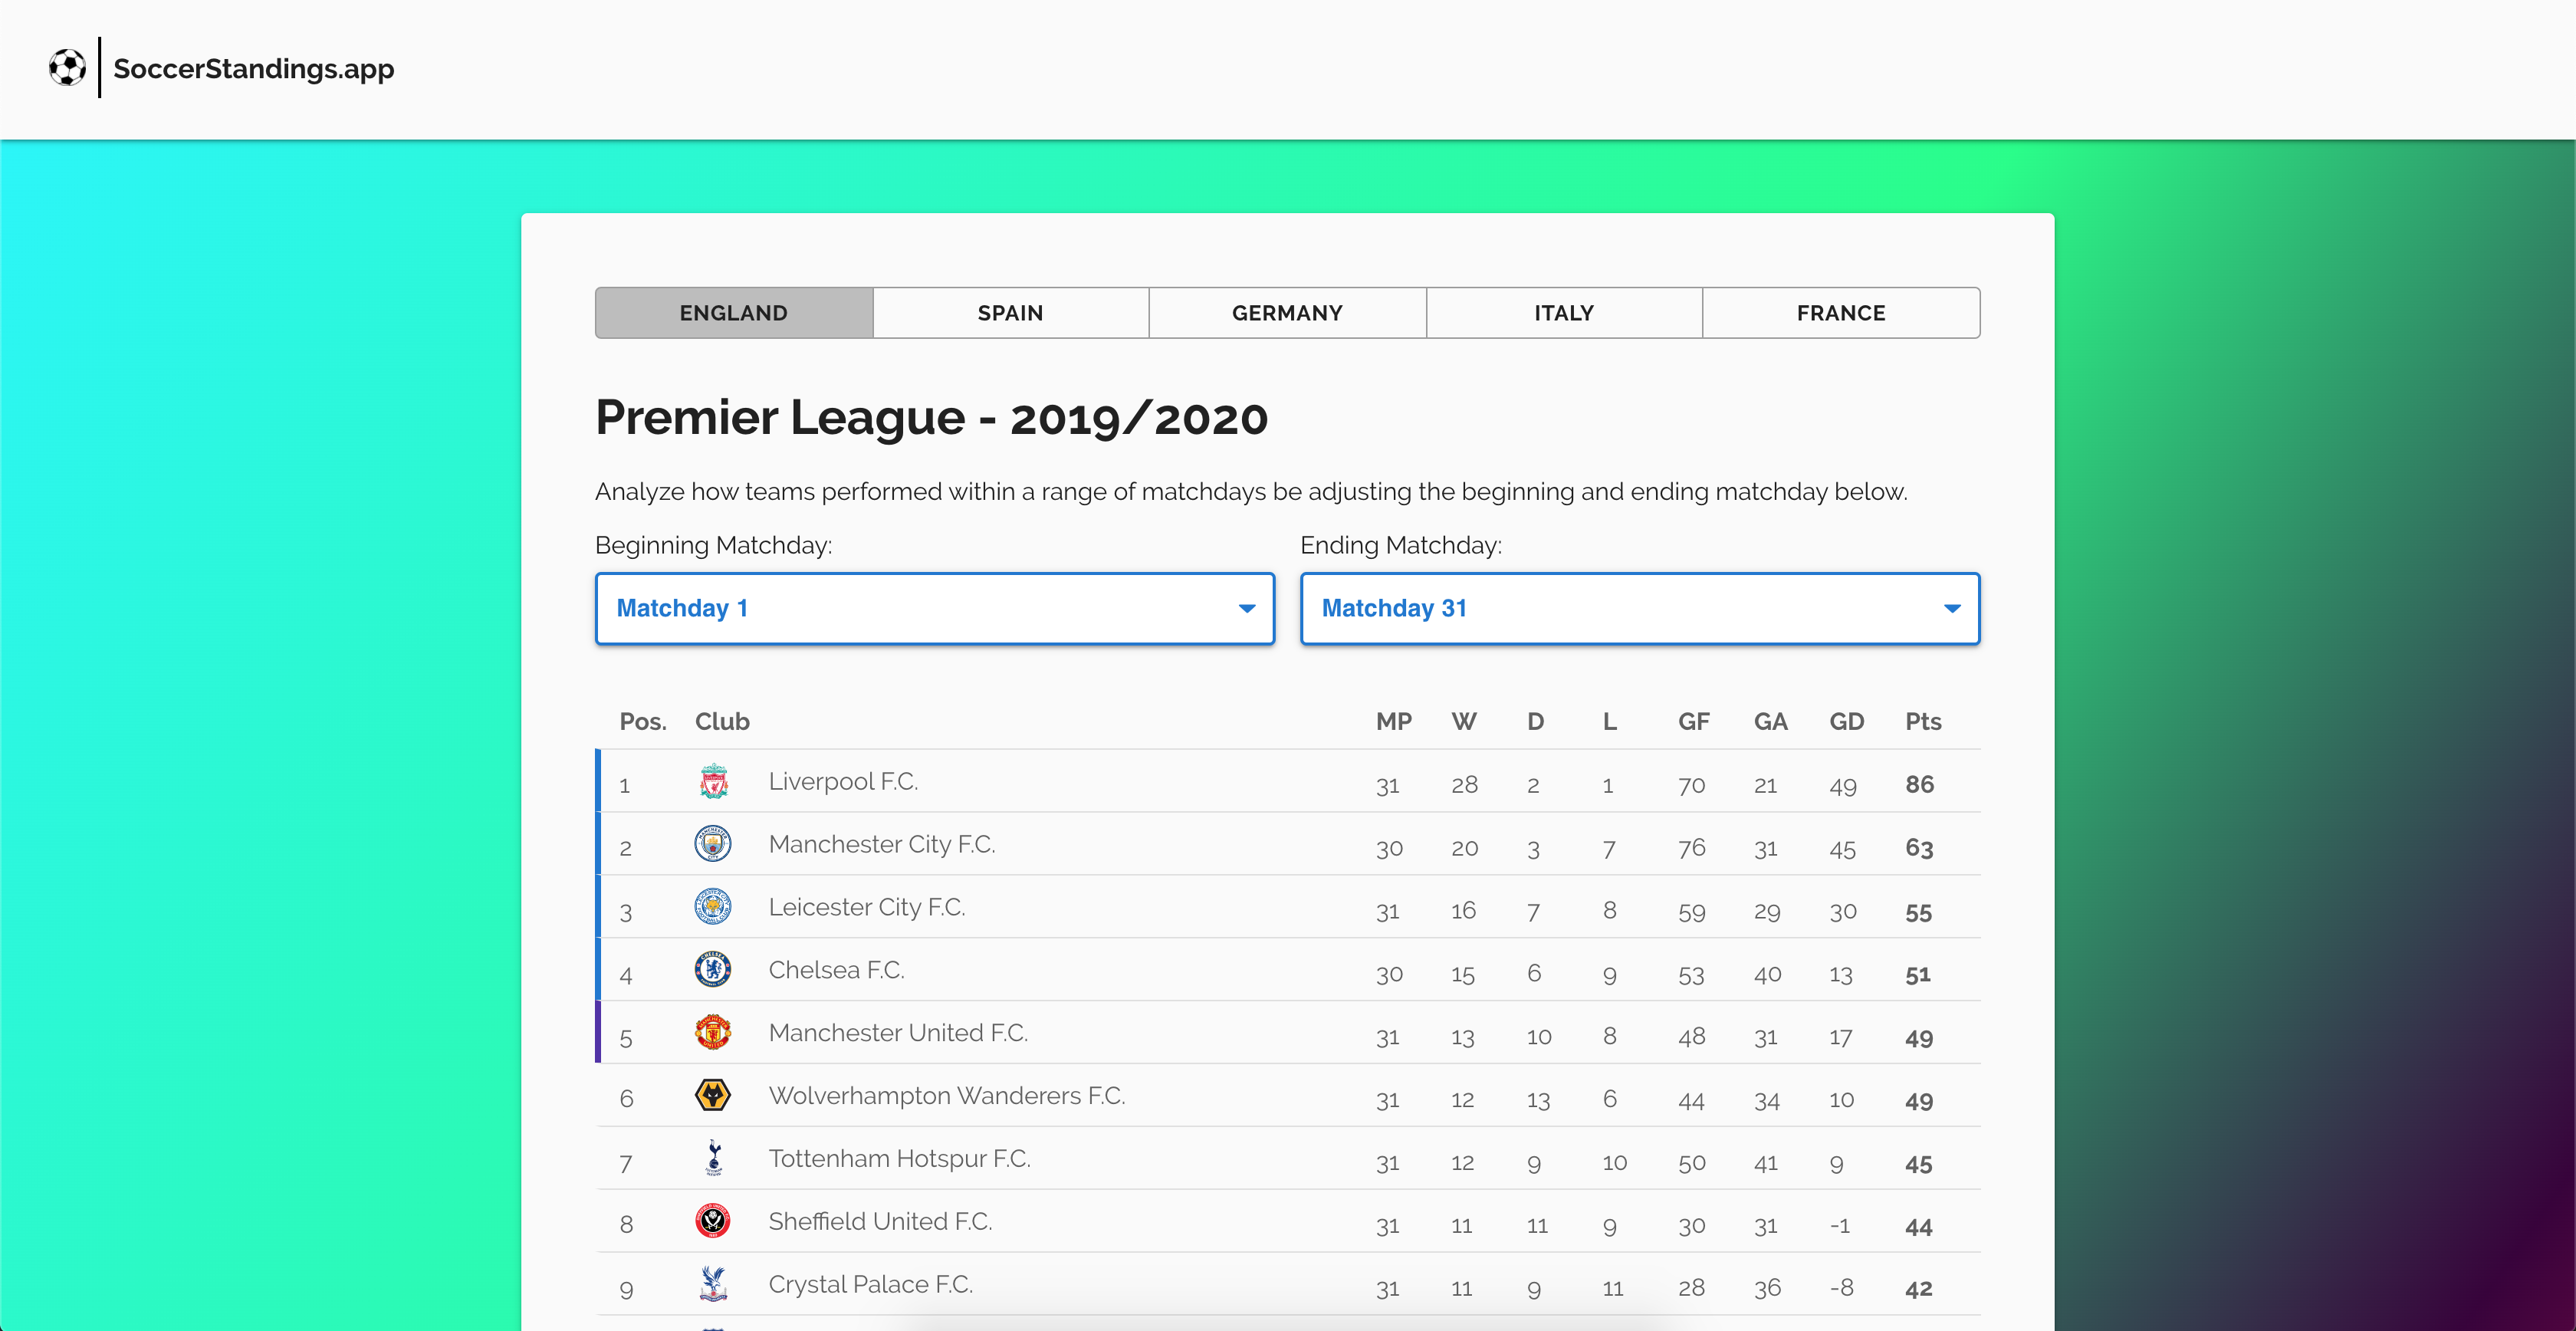 SoccerStandings.app
ENGLAND SPAIN GERMANY ITALY FRANCE
Premier League - 2019/2020
Analyze how teams performed within a range of matchdays be adjusting the beginning and ending matchday below.
Beginning Matchday: Ending Matchday:
Matchday 1 Matchday 31
Pos. Club MP W D L GF GA GD Pts
1 Liverpool F.C. 31 28 2 1 70 21 49 86
2 Manchester City F.C. 30 20 3 7 76 31 45 63
3 Leicester City F.C. 31 16 7 8 59 29 30 55
4 Chelsea F.C. 30 15 6 9 53 40 13 51
5 Manchester United F.C. 31 13 10 8 48 31 17 49
6 Wolverhampton Wanderers F.C. 31 12 13 6 44 34 10 49
7 Tottenham Hotspur F.C. 31 12 9 10 50 41 9 45
8 Sheffield United F.C. 31 11 11 9 30 31 -1 44
9 Crystal Palace F.C. 31 11 9 11 28 36 -8 42